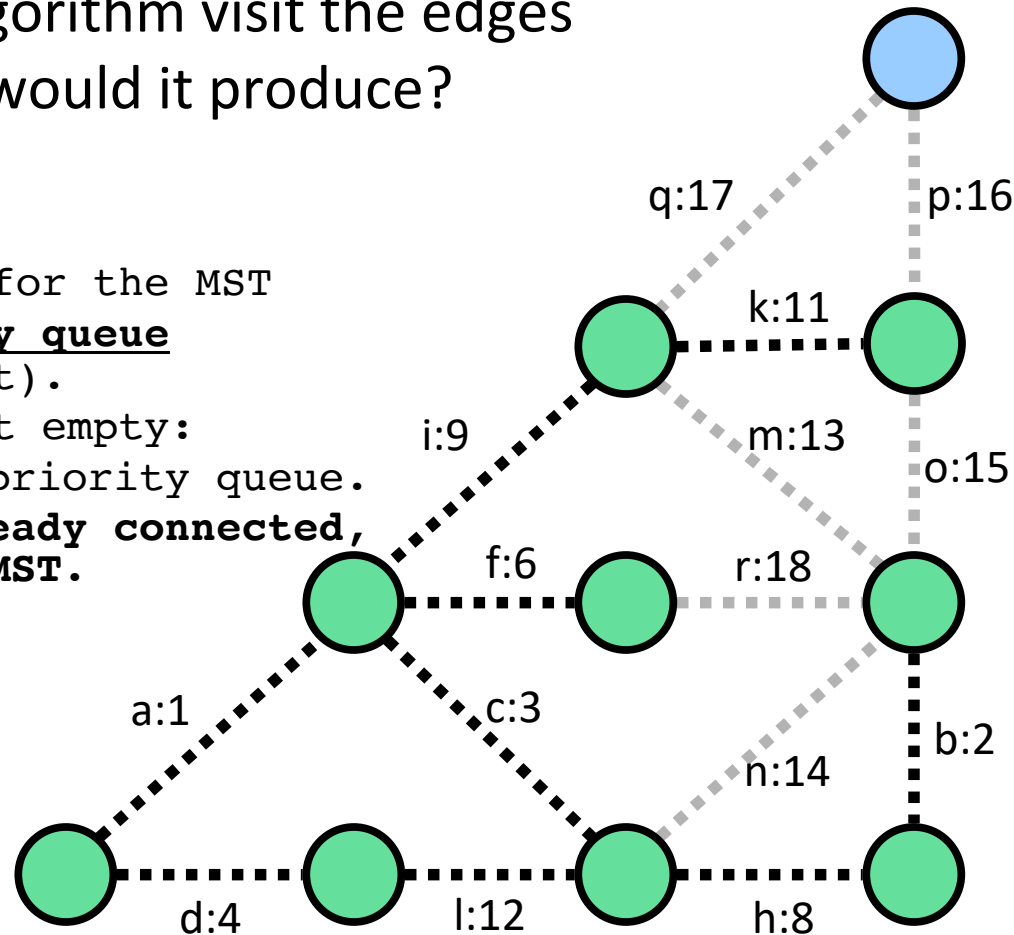 gorithm visit the edges
would it produce?
q:17
p:16
for the MST
y queue
k:11
t).
t empty:
i:9
m:13
priority queue.
o:15
eady connected,
MST.
f:6
r:18
a:1
c:3
b:2
n:14
d:4
l:12
h:8